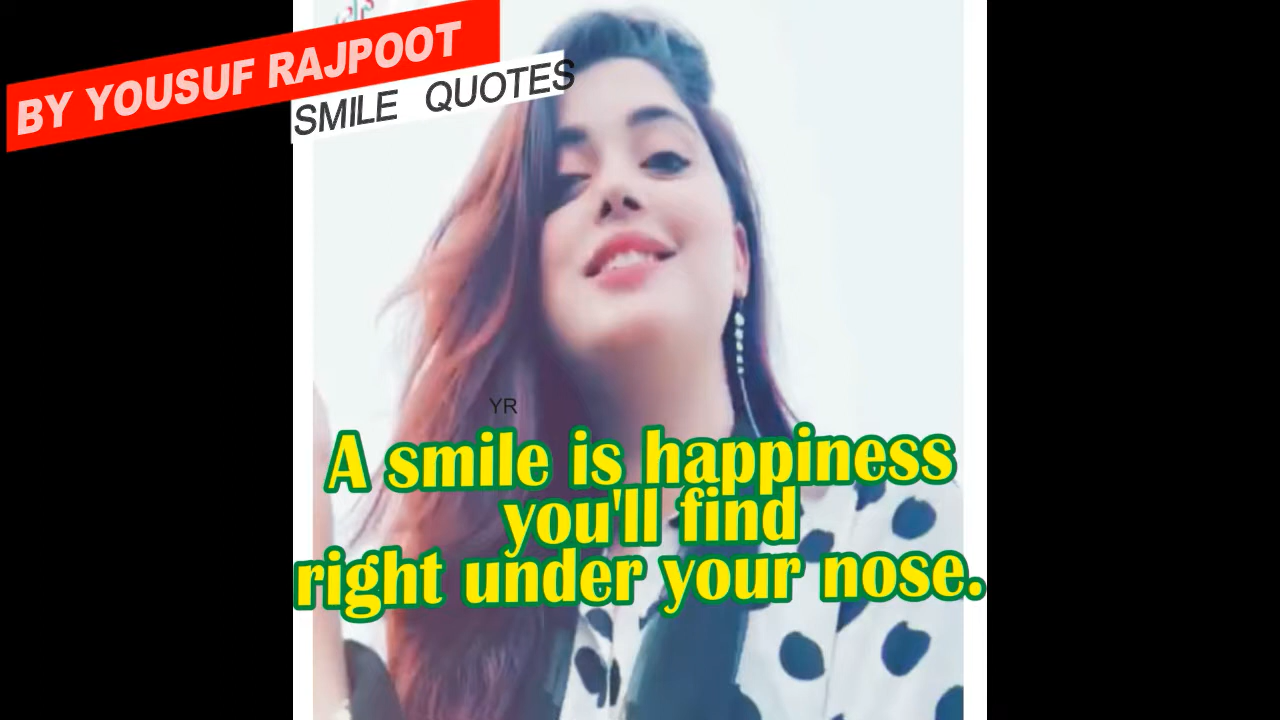 BY YOUSUF RAJPOOT
SMILE QUOTES
YR
A smile is happiness
you'll find
right under your nose.